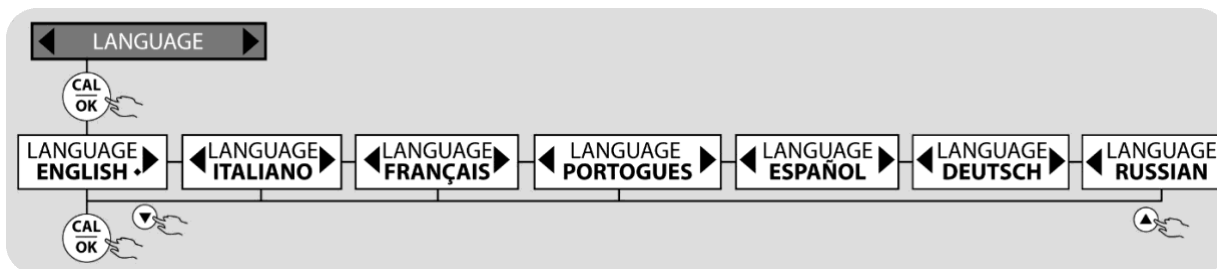 LANGUAGE
CAL
OK
LANGUAGE
ENGLISH
LANGUAGE
ITALIANO
LANGUAGE
FRANÇAIS
LANGUAGE
PORTOGUES
LANGUAGE
ESPAÑOL
LANGUAGE
DEUTSCH
LANGUAGE
RUSSIAN
CAL
OK